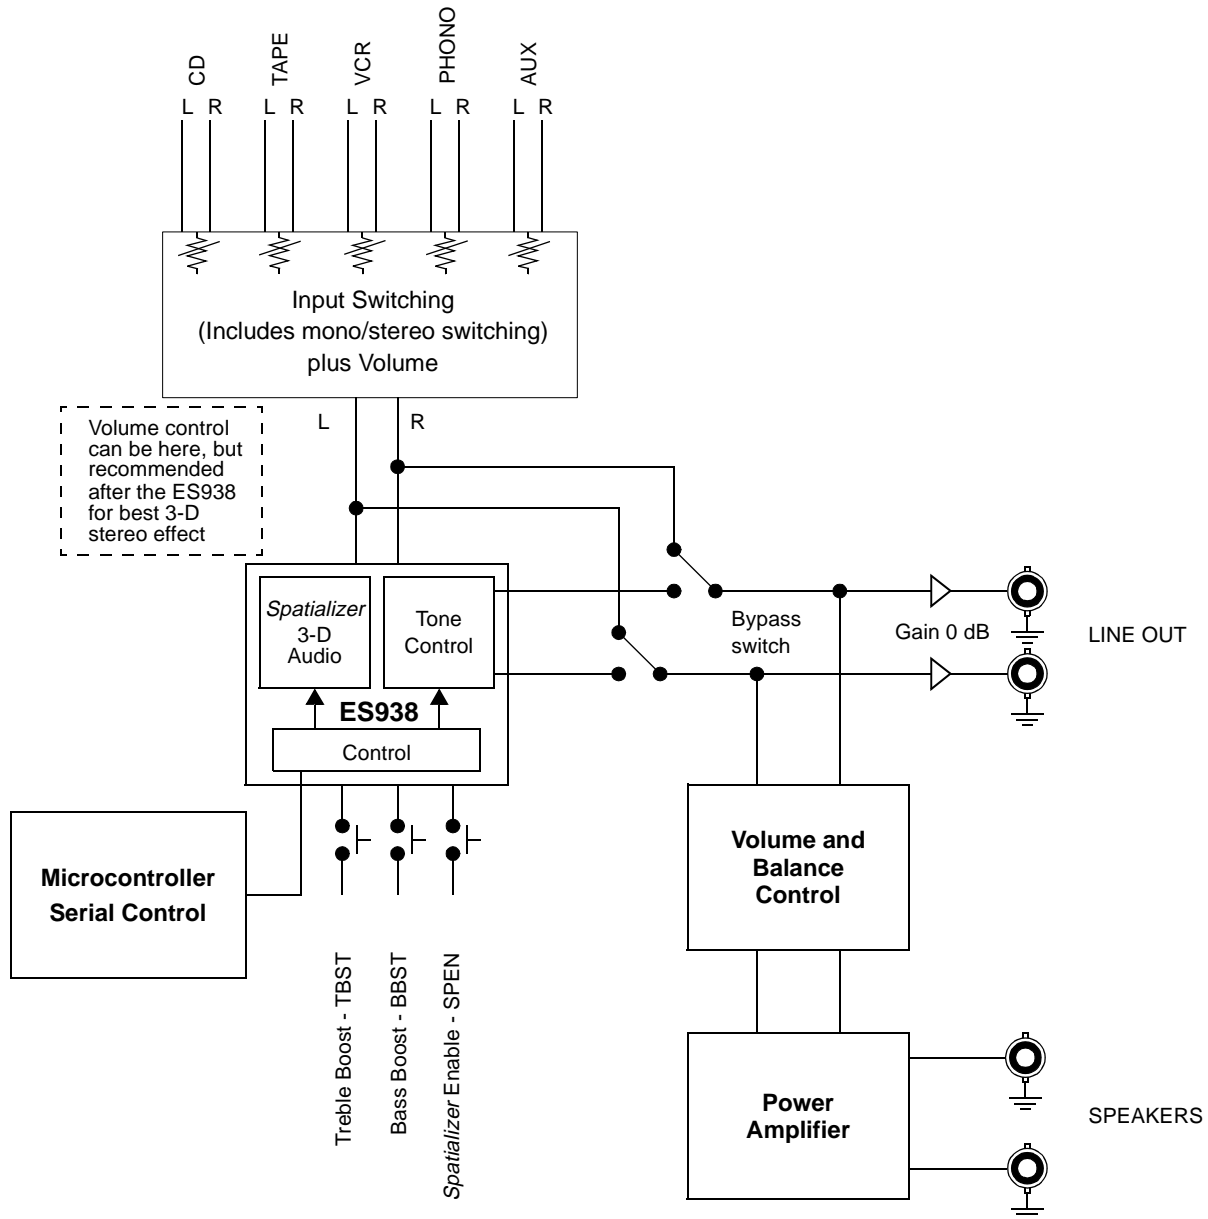 CD
TAPE
VCR
PHONO
AUX
L R
L R
L R
L R
L R
Input Switching
(Includes mono/stereo switching)
plus Volume
L
R
Volume control
can be here, but
recommended
after the ES938
for best 3-D
stereo effect
Spatializer
3-D
Audio
Tone
Control
ES938
Control
Bypass
switch
Gain 0 dB
LINE OUT
Microcontroller
Serial Control
Volume and
Balance
Control
Treble Boost - TBST
Bass Boost - BBST
Spatializer Enable - SPEN
Power
Amplifier
SPEAKERS